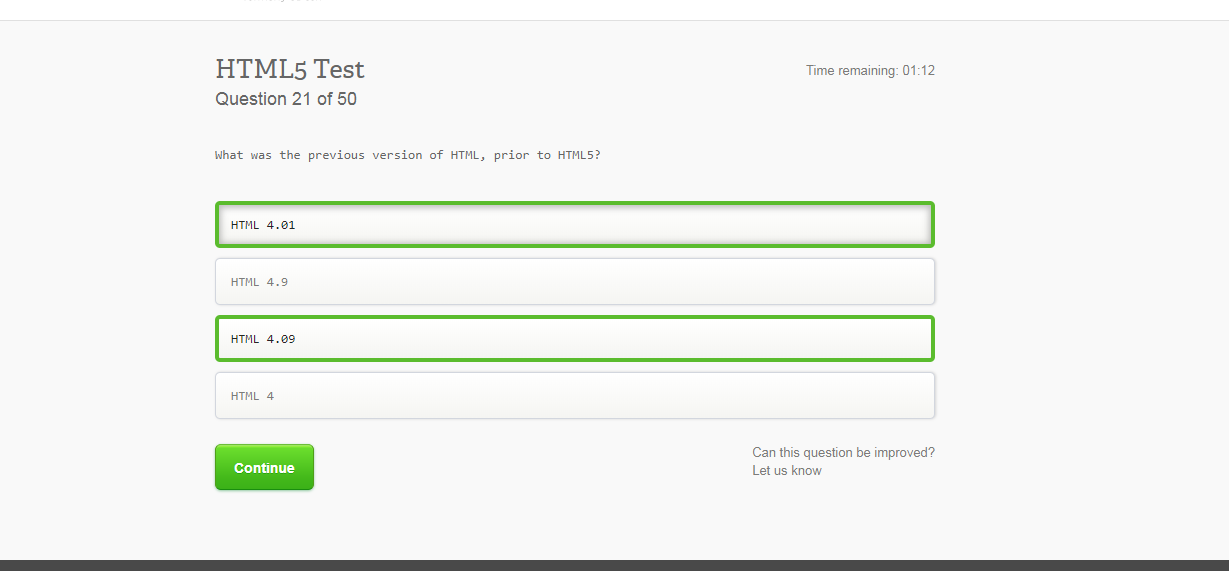 HTML5 Test
Time remaining: 01:12
Question 21 of 50
What was the previous version of HTML, prior to HTML5?
HTML 4.01
HTML 4.9
HTML 4.09
HTML 4
Continue
Can this question be improved?
Let us know